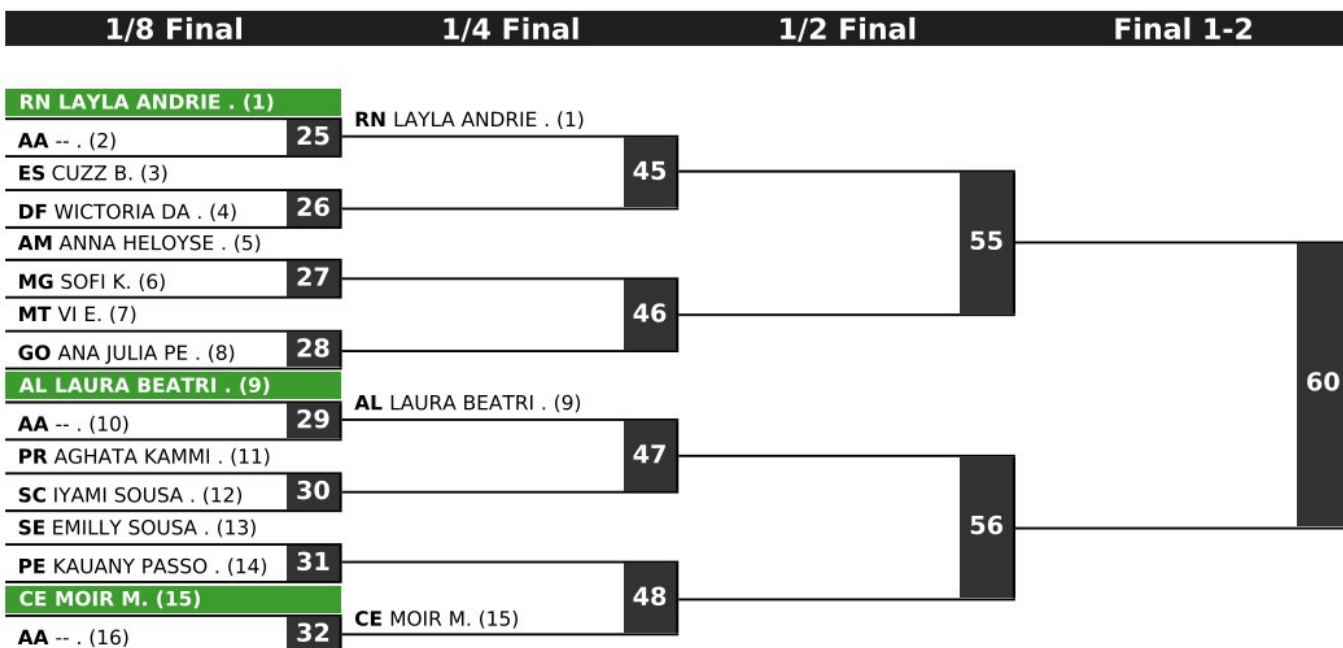 1/8 Final 1/4 Final 1/2 Final Final 1-2
RN LAYLA ANDRIE . (1)
RN LAYLA ANDRIE . (1)
AA -- . (2) 25
ES CUZZ B. (3)
45
DF WICTORIA DA . (4) 26
AM ANNA HELOYSE . (5)
55
MG SOFI K. (6) 27
MT VI E. (7)
46
GO ANA JULIA PE . (8) 28
AL LAURA BEATRI . (9)
60
AL LAURA BEATRI . (9)
AA -- . (10) 29
PR AGHATA KAMMI . (11)
47
SC IYAMI SOUSA . (12) 30
SE EMILLY SOUSA . (13)
56
PE KAUANY PASSO . (14) 31
CE MOIR M. (15)
48
CE MOIR M. (15)
AA -- . (16) 32